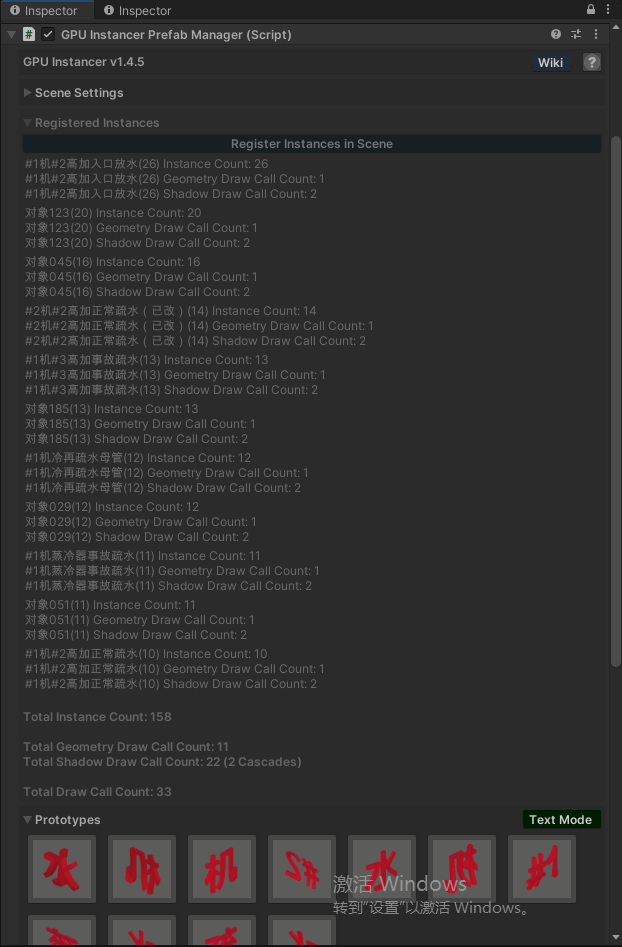 Inspector
Inspector
GPU Instancer Prefab Manager (Script)
GPU Instancer v1.4.5
Wiki
?
Scene Settings
Registered Instances
Register Instances in Scene
#1机#2高加入口放水(26) Instance Count: 26
#1机#2高加入口放水(26) Geometry Draw Call Count: 1
#1机#2高加入口放水(26) Shadow Draw Call Count: 2
对象123(20) Instance Count: 20
对象123(20) Geometry Draw Call Count: 1
对象123(20) Shadow Draw Call Count: 2
对象045(16) Instance Count: 16
对象045(16) Geometry Draw Call Count: 1
对象045(16) Shadow Draw Call Count: 2
#2机#2高加正常疏水（已改）(14) Instance Count: 14
#2机#2高加正常疏水（已改）(14) Geometry Draw Call Count: 1
#2机#2高加正常疏水（已改）(14) Shadow Draw Call Count: 2
#1机#3高加事故疏水(13) Instance Count: 13
#1机#3高加事故疏水(13) Geometry Draw Call Count: 1
#1机#3高加事故疏水(13) Shadow Draw Call Count: 2
对象185(13) Instance Count: 13
对象185(13) Geometry Draw Call Count: 1
对象185(13) Shadow Draw Call Count: 2
#1机冷再疏水母管(12) Instance Count: 12
#1机冷再疏水母管(12) Geometry Draw Call Count: 1
#1机冷再疏水母管(12) Shadow Draw Call Count: 2
对象029(12) Instance Count: 12
对象029(12) Geometry Draw Call Count: 1
对象029(12) Shadow Draw Call Count: 2
#1机蒸冷器事故疏水(11) Instance Count: 11
#1机蒸冷器事故疏水(11) Geometry Draw Call Count: 1
#1机蒸冷器事故疏水(11) Shadow Draw Call Count: 2
对象051(11) Instance Count: 11
对象051(11) Geometry Draw Call Count: 1
对象051(11) Shadow Draw Call Count: 2
#1机#2高加正常疏水(10) Instance Count: 10
#1机#2高加正常疏水(10) Geometry Draw Call Count: 1
#1机#2高加正常疏水(10) Shadow Draw Call Count: 2
Total Instance Count: 158
Total Geometry Draw Call Count: 11
Total Shadow Draw Call Count: 22 (2 Cascades)
Total Draw Call Count: 33
Prototypes
Text Mode
机
#2
水
#1
激活 Windows
转到"设置"以激活 Windows。